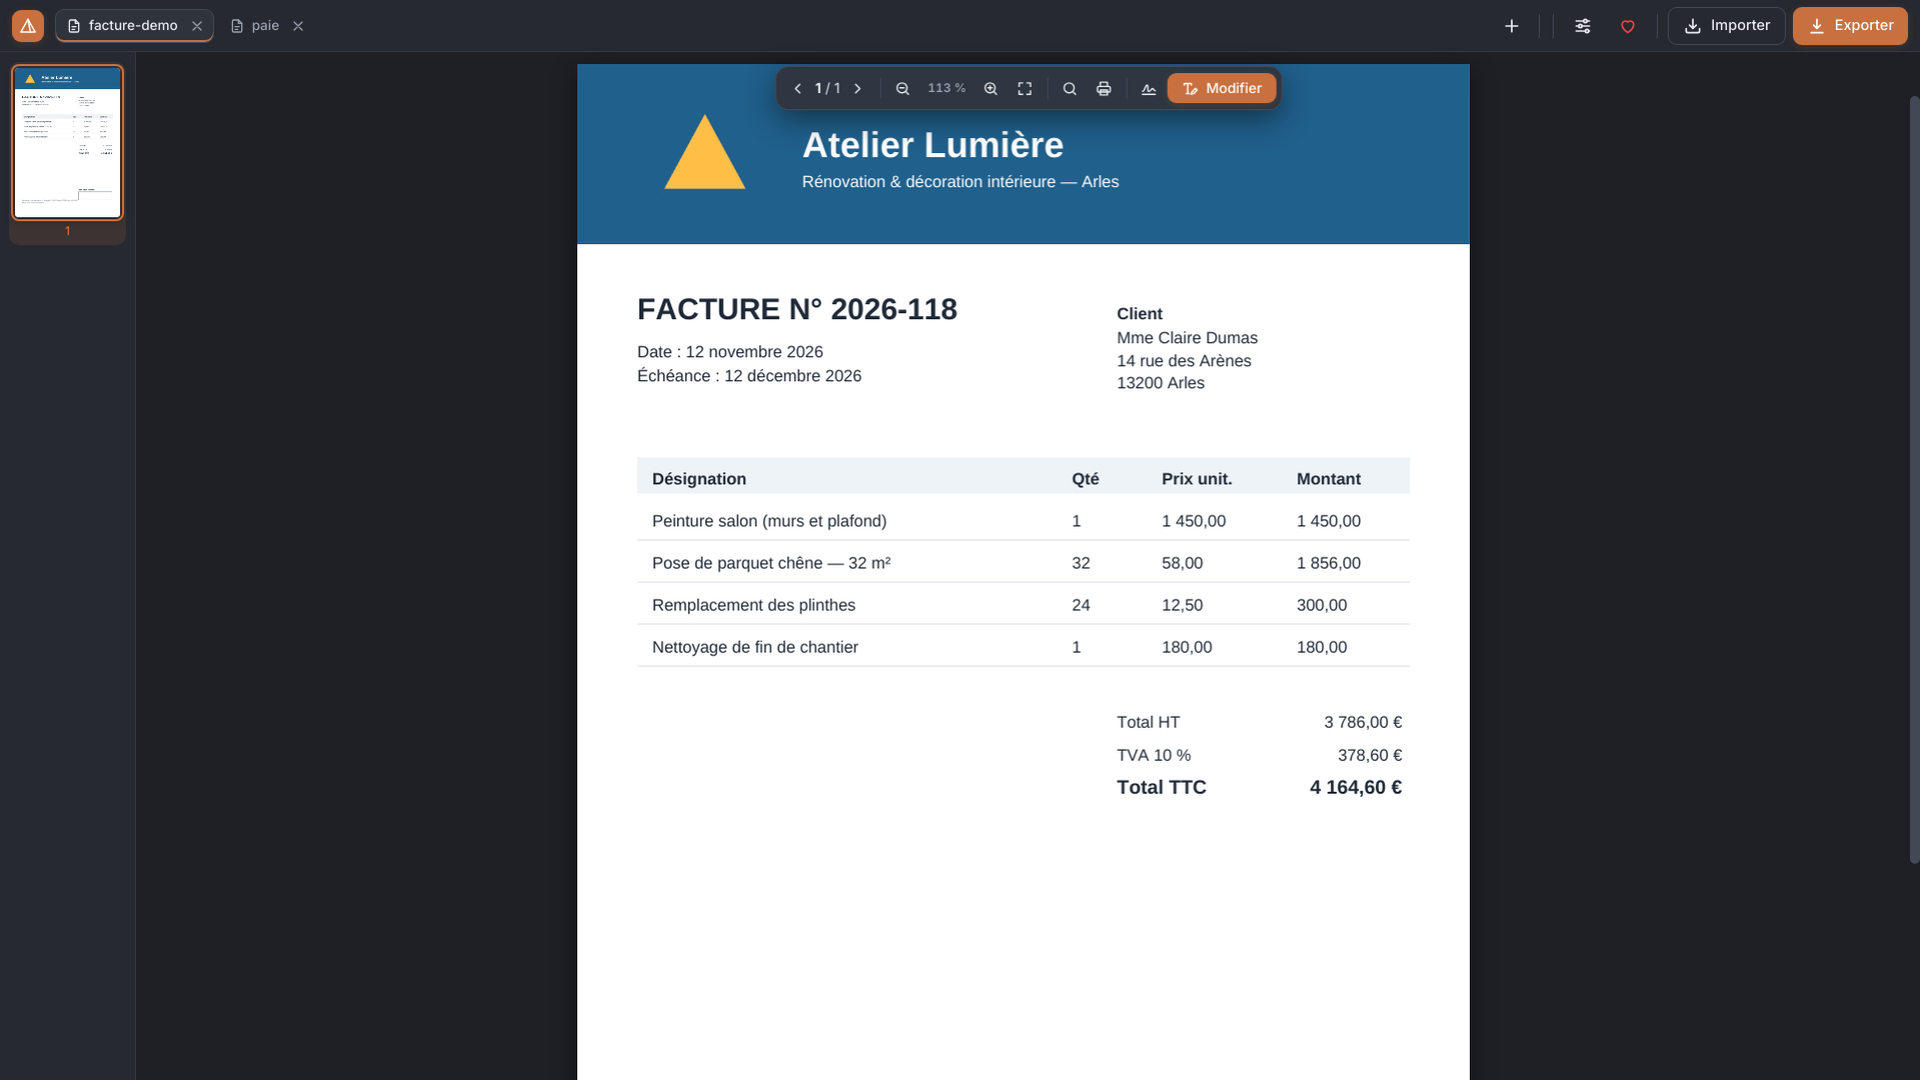 facture-demo
paie
Importer
Exporter
1 / 1
113 %
Modifier
Atelier Lumière
Rénovation & décoration intérieure — Arles
1
FACTURE N° 2026-118
Date : 12 novembre 2026
Échéance : 12 décembre 2026
Client
Mme Claire Dumas
14 rue des Arènes
13200 Arles
Désignation Qté Prix unit. Montant
Peinture salon (murs et plafond) 1 1 450,00 1 450,00
Pose de parquet chêne — 32 m² 32 58,00 1 856,00
Remplacement des plinthes 24 12,50 300,00
Nettoyage de fin de chantier 1 180,00 180,00
Total HT 3 786,00 €
TVA 10 % 378,60 €
Total TTC 4 164,60 €